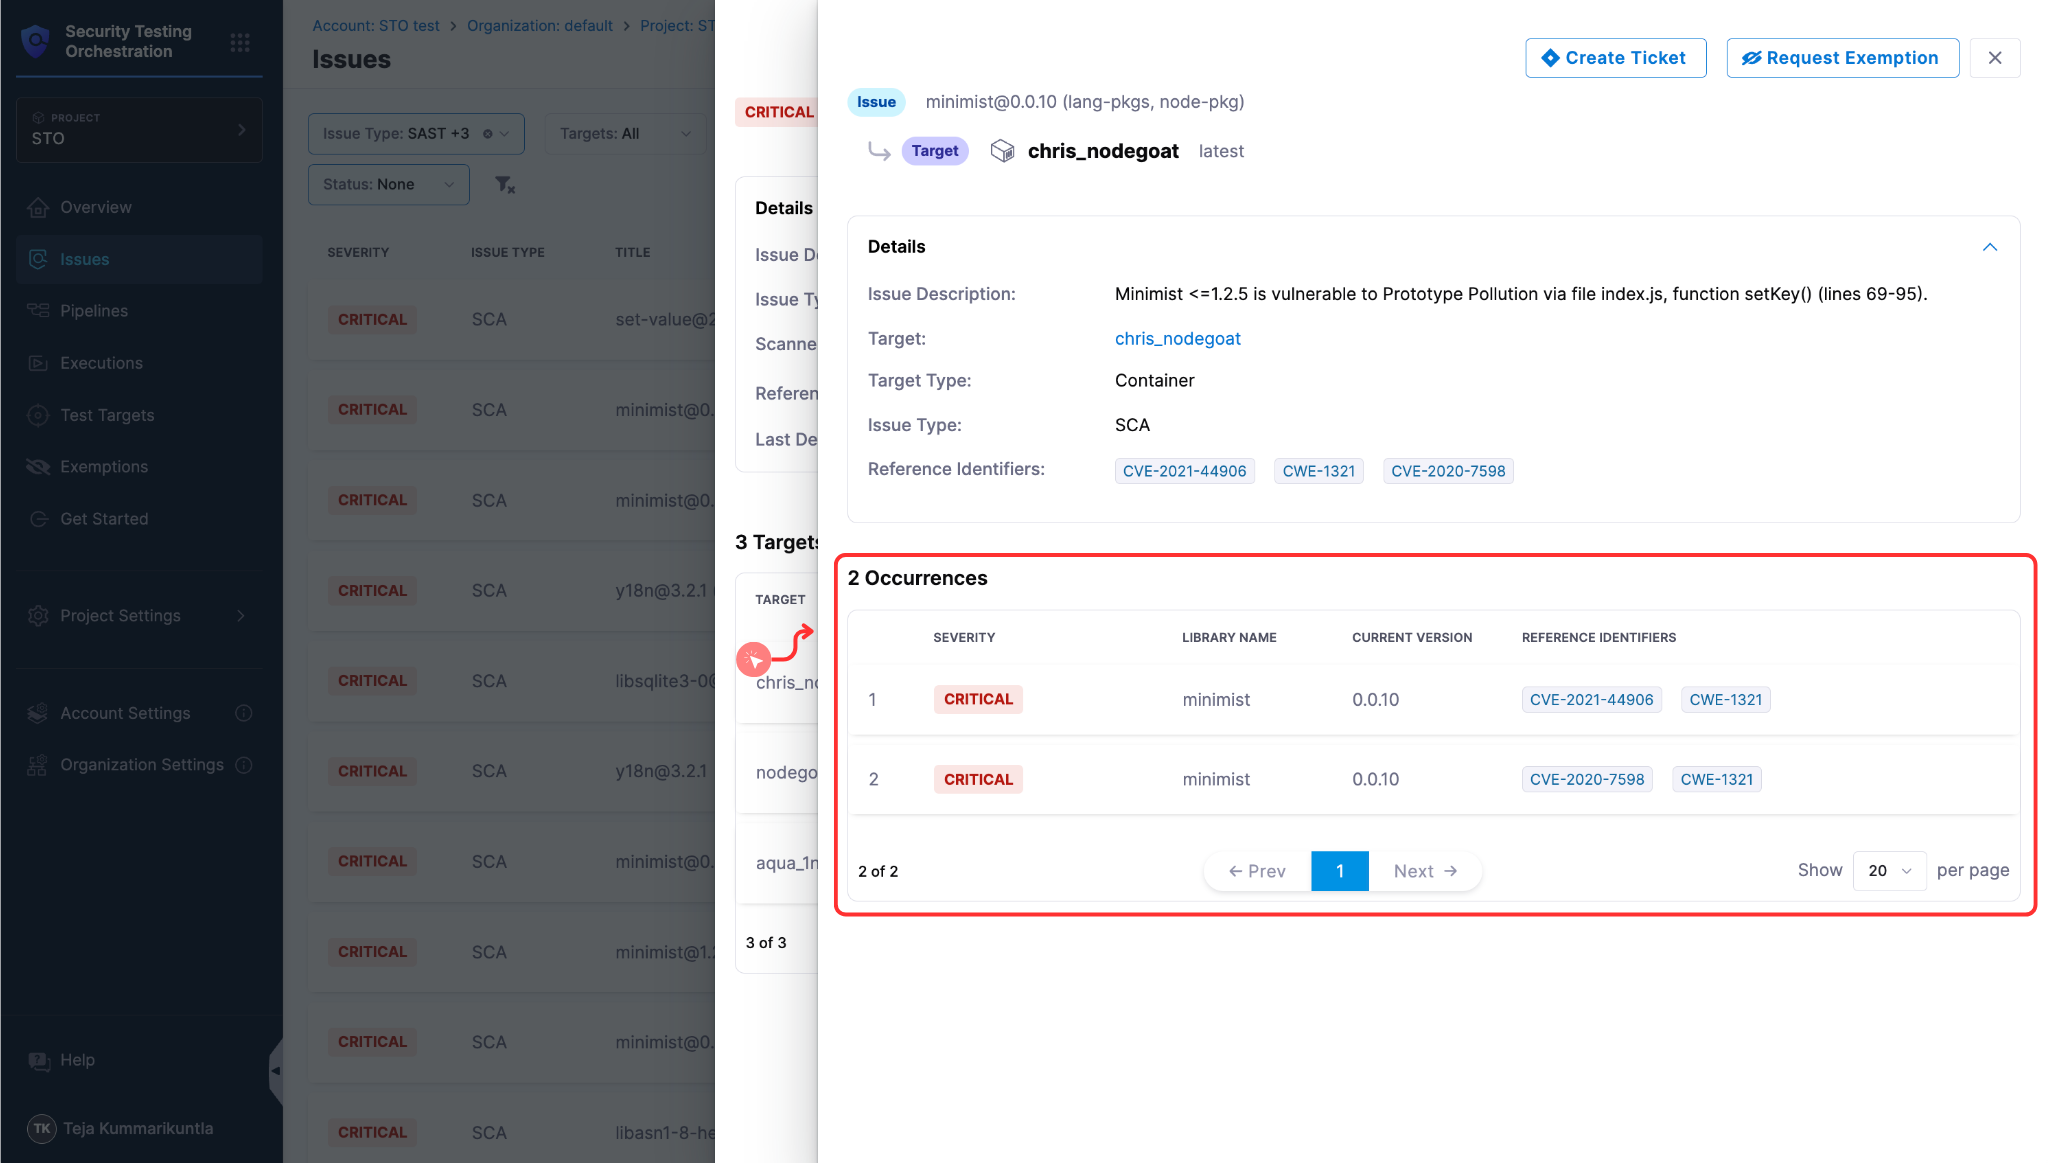 Security Testing
Orchestration
PROJECT
STO
Overview
Issues
Pipelines
Executions
Test Targets
Exemptions
Get Started
Project Settings
Account Settings
Organization Settings
Help
TK Teja Kummarikuntla
Account: STO test > Organization: default > Project: ST
Issues
Issue Type: SAST +3
Targets: All
Status: None
SEVERITY ISSUE TYPE TITLE
CRITICAL SCA set-value@2
CRITICAL SCA minimist@0.
CRITICAL SCA minimist@0.
CRITICAL SCA y18n@3.2.1 (
CRITICAL SCA libsqlite3-0@
CRITICAL SCA y18n@3.2.1
CRITICAL SCA minimist@0.
CRITICAL SCA minimist@1.2
CRITICAL SCA minimist@0.
CRITICAL SCA libasn1-8-he
CRITICAL
Details
Issue De
Issue Ty
Scanne
Referen
Last De
3 Targets
TARGET
chris_no
nodego
aqua_1n
3 of 3
Create Ticket
Request Exemption
Issue minimist@0.0.10 (lang-pkgs, node-pkg)
Target chris_nodegoat latest
Details
Issue Description: Minimist <=1.2.5 is vulnerable to Prototype Pollution via file index.js, function setKey() (lines 69-95).
Target: chris_nodegoat
Target Type: Container
Issue Type: SCA
Reference Identifiers: CVE-2021-44906 CWE-1321 CVE-2020-7598
2 Occurrences
SEVERITY LIBRARY NAME CURRENT VERSION REFERENCE IDENTIFIERS
1 CRITICAL minimist 0.0.10 CVE-2021-44906 CWE-1321
2 CRITICAL minimist 0.0.10 CVE-2020-7598 CWE-1321
2 of 2
← Prev 1 Next →
Show 20 per page